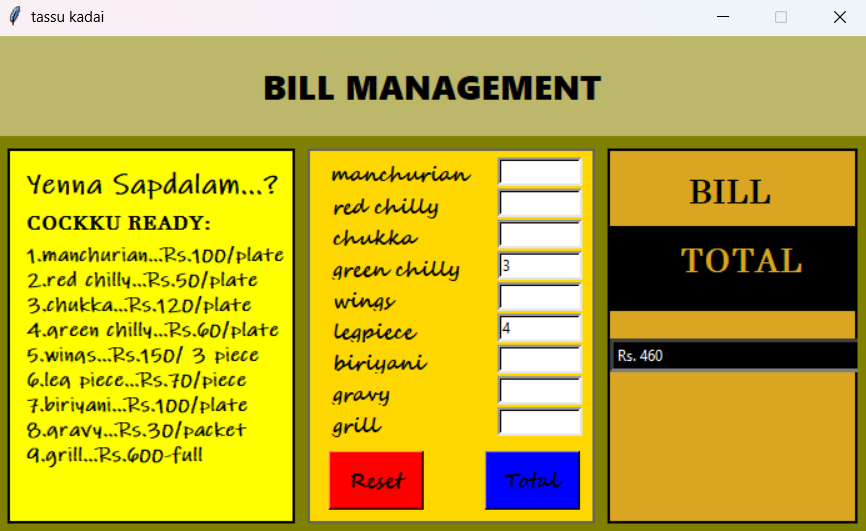 tassu kadai
BILL MANAGEMENT
Yenna Sapdalam...?
COCKKU READY:
1.manchurian...Rs.100/plate
2.red chilly...Rs.50/plate
3.chukka...Rs.120/plate
4.green chilly...Rs.60/plate
5.wings...Rs.150/ 3 piece
6.leg piece...Rs.70/piece
7.biriyani...Rs.100/plate
8.gravy...Rs.30/packet
9.grill...Rs.600-full
manchurian
red chilly
chukka
green chilly 3
wings
legpiece 4
biriyani
gravy
grill
Reset Total
BILL
TOTAL
Rs. 460